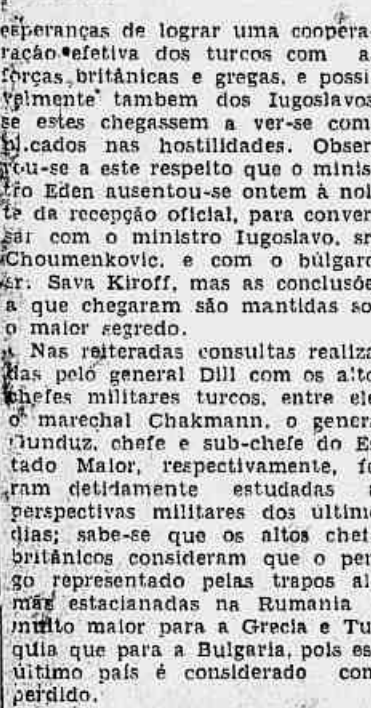 esperanças de lograr uma coopera
ração efetiva dos turcos com a
forças britânicas e gregas, e possi
velmente tambem dos Iugoslavos
se estes chegassem a ver-se com
pl.cados nas hostilidades. Obser
vou-se a este respeito que o minis
tro Eden ausentou-se ontem à noi
te da recepção oficial, para conver
sar com o ministro Iugoslavo, sr
Choumenkovic, e com o búlgaro
sr. Sava Kiroff, mas as conclusõe
a que chegaram são mantidas so
o maior segredo.
Nas reiteradas consultas realiza
das pelo general Dill com os alto
chefes militares turcos, entre ele
o marechal Chakmann, o genera
Gunduz, chefe e sub-chefe do Es
tado Maior, respectivamente, fo
ram detidamente estudadas a
perspectivas militares dos ultimo
dias; sabe-se que os altos chef
britânicos consideram que o per
go representado pelas trapos al
mãs estacianadas na Rumania
muito maior para a Grecia e Tu
quia que para a Bulgaria, pois es
último país é considerado com
perdido.